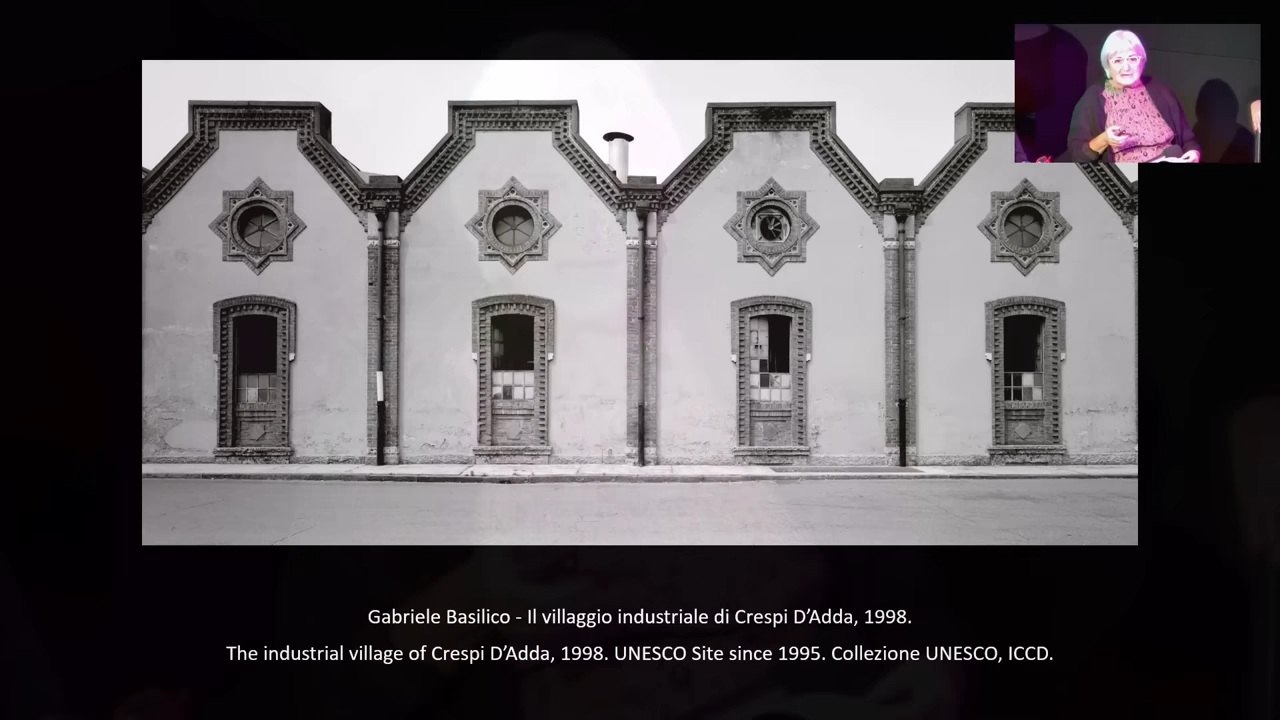 Gabriele Basilico - Il villaggio industriale di Crespi D’Adda, 1998.
The industrial village of Crespi D’Adda, 1998. UNESCO Site since 1995. Collezione UNESCO, ICCD.